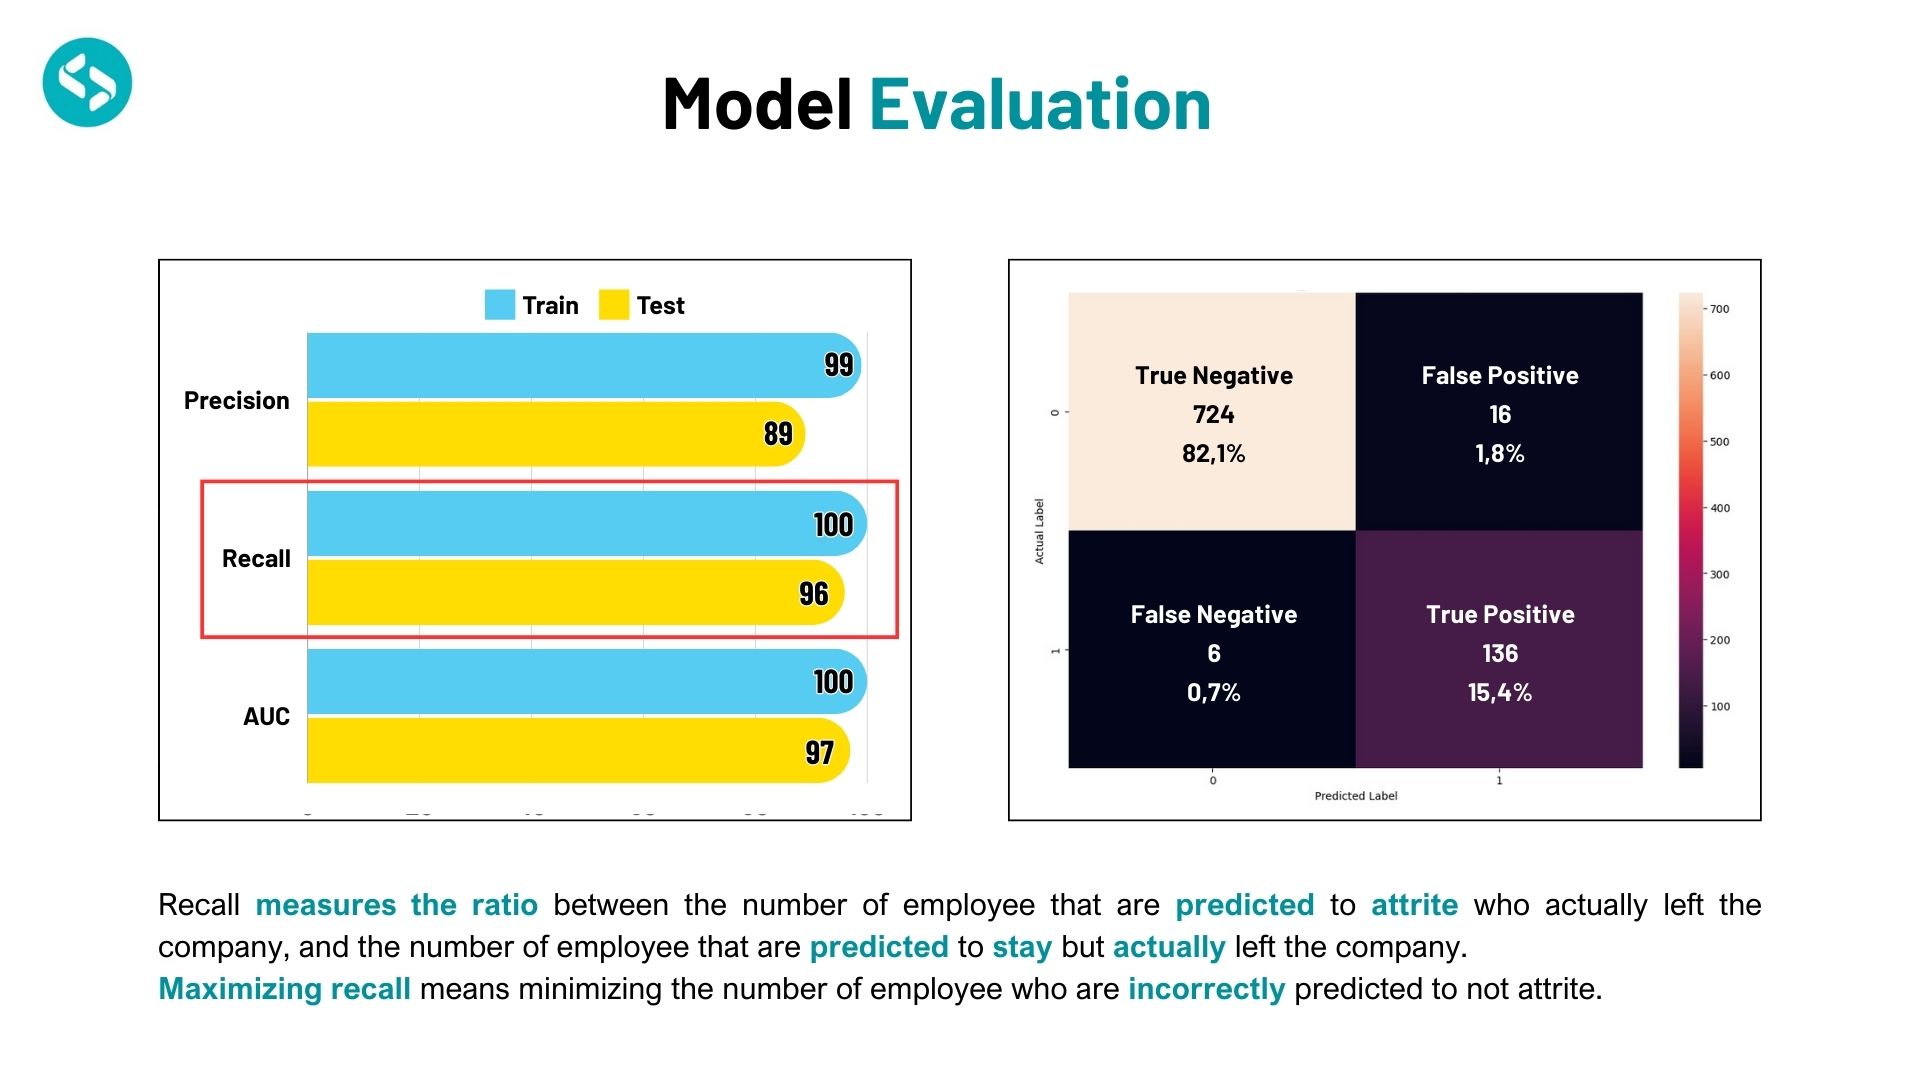 Model Evaluation
Train Test
Precision
99
89
Recall
100
96
AUC
100
97
True Negative
724
82,1%
False Positive
16
1,8%
False Negative
6
0,7%
True Positive
136
15,4%
Actual Label
0
1
0 1
Predicted Label
700
600
500
400
300
200
100
Recall measures the ratio between the number of employee that are predicted to attrite who actually left the
company, and the number of employee that are predicted to stay but actually left the company.
Maximizing recall means minimizing the number of employee who are incorrectly predicted to not attrite.